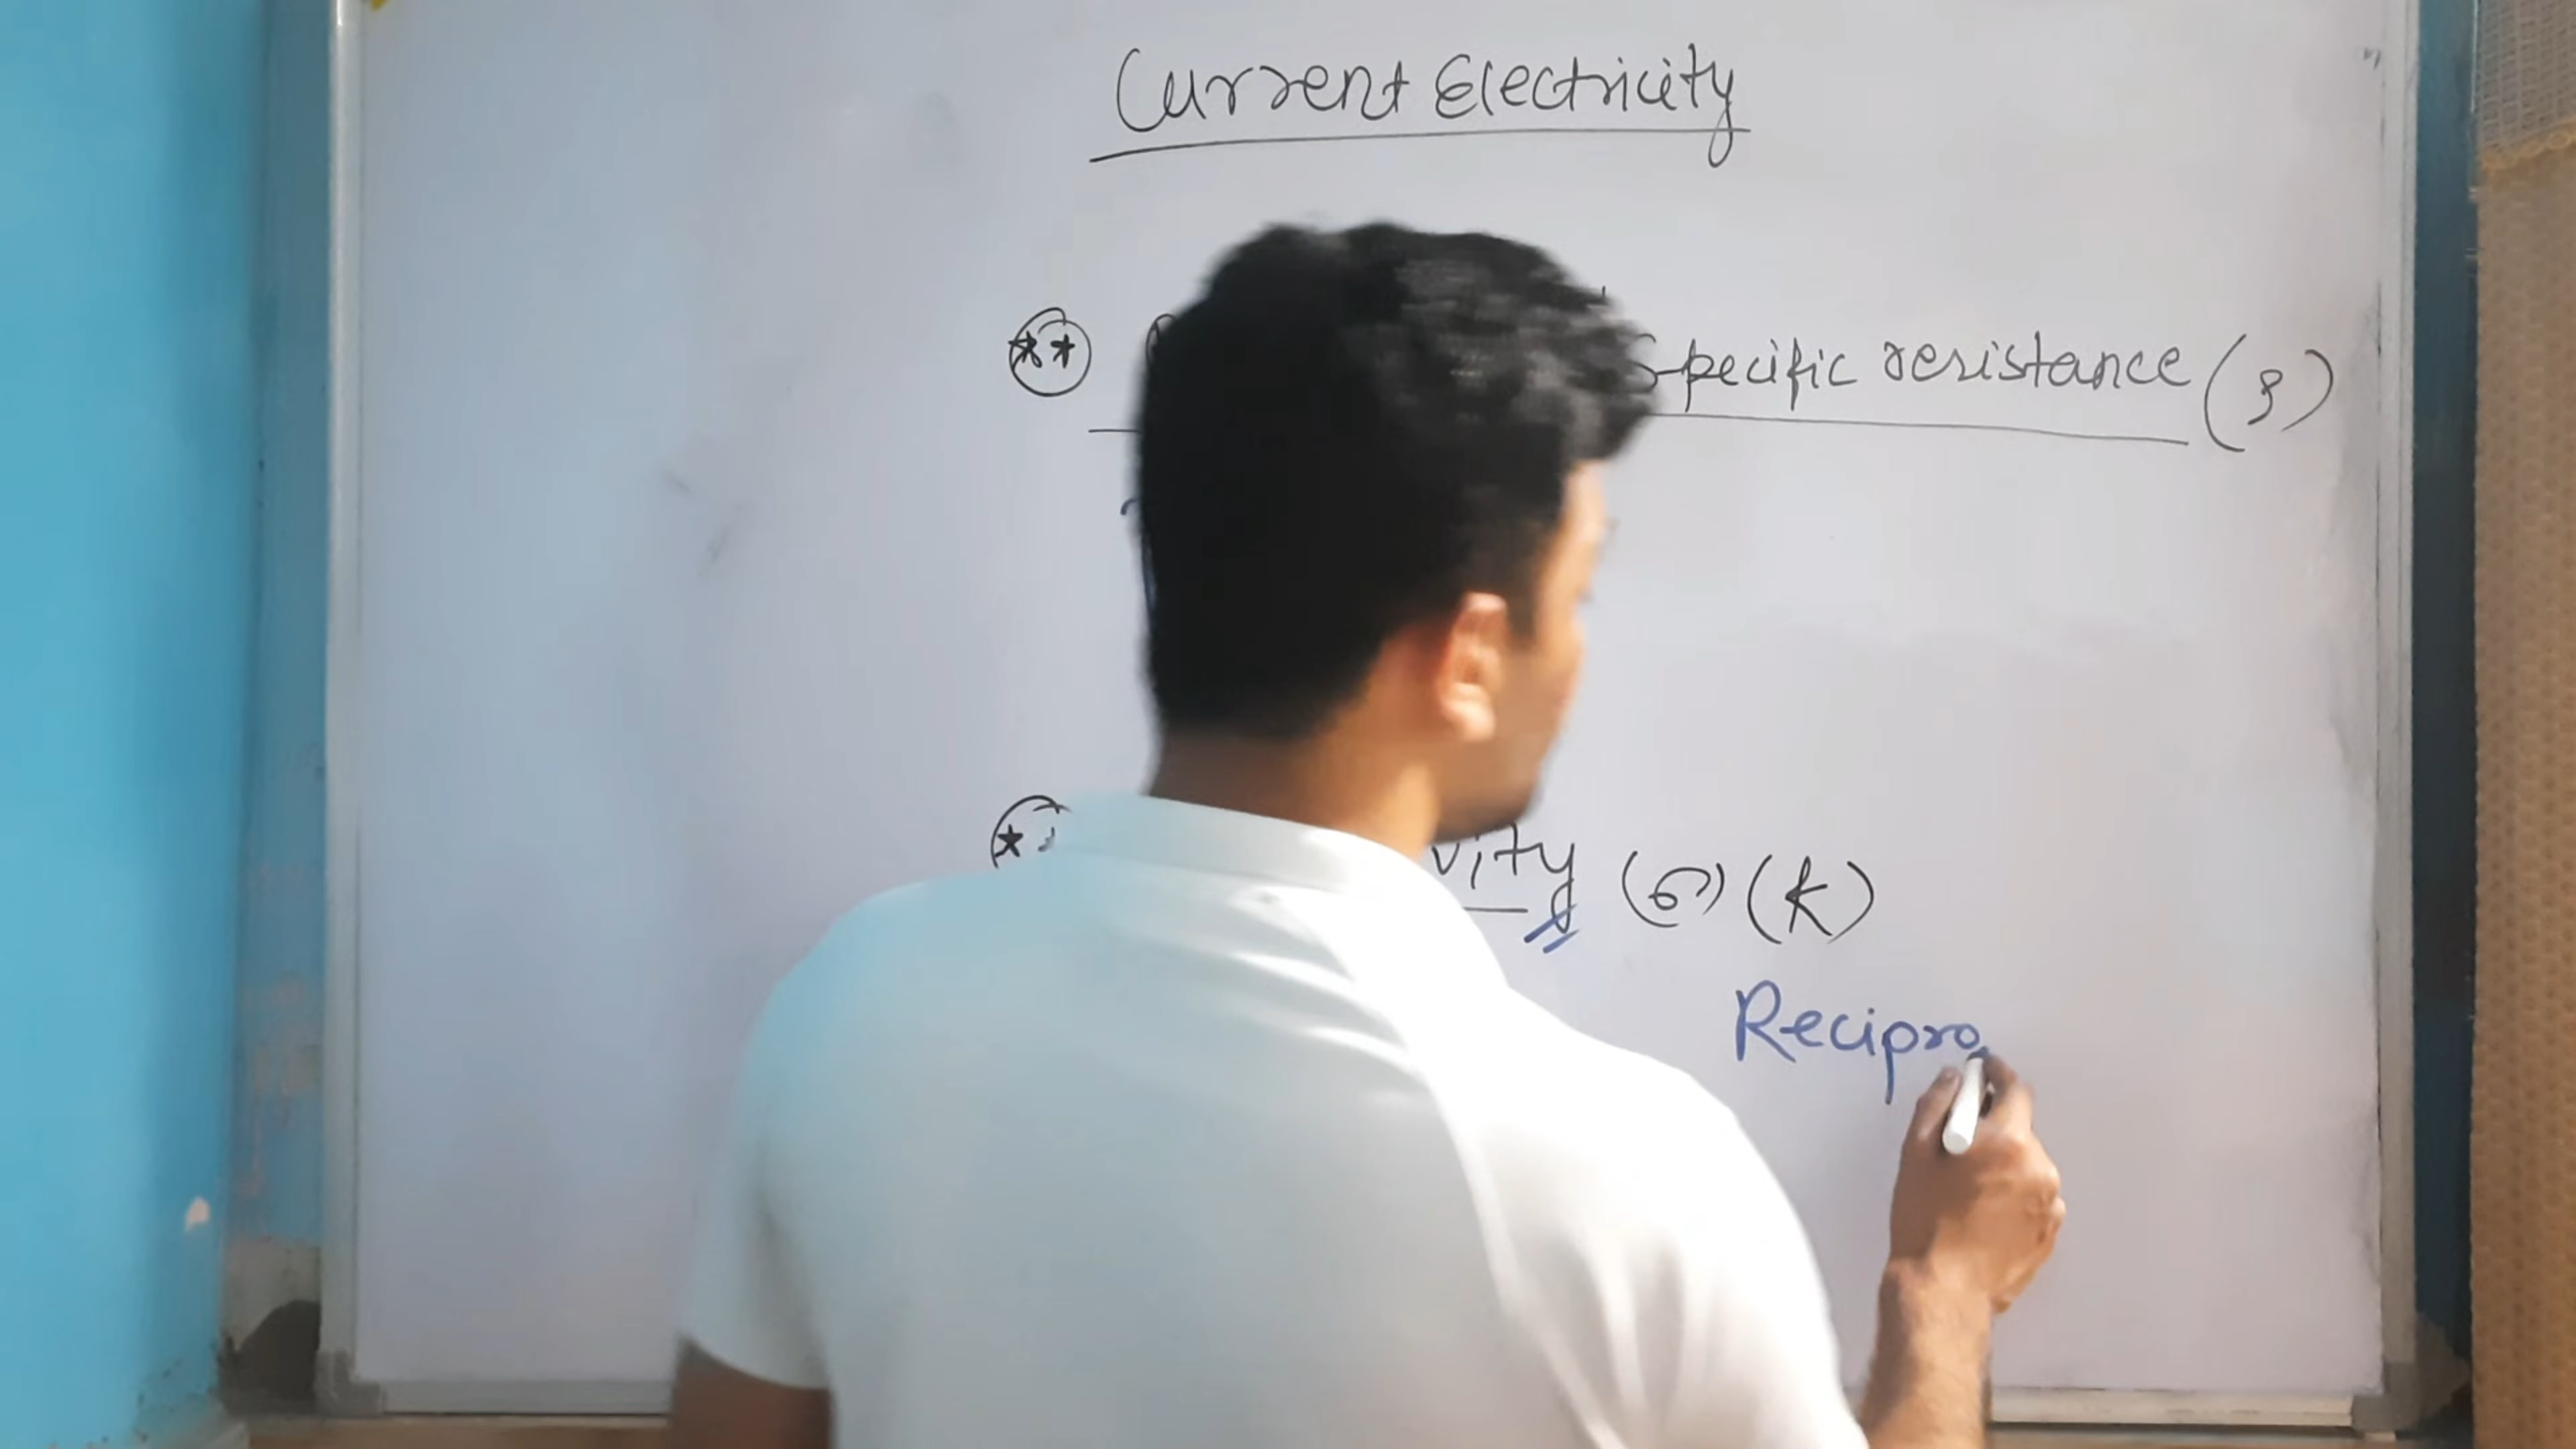 Current Electricity
** Specific resistance (ρ)
* vity (σ) (k)
Recipro